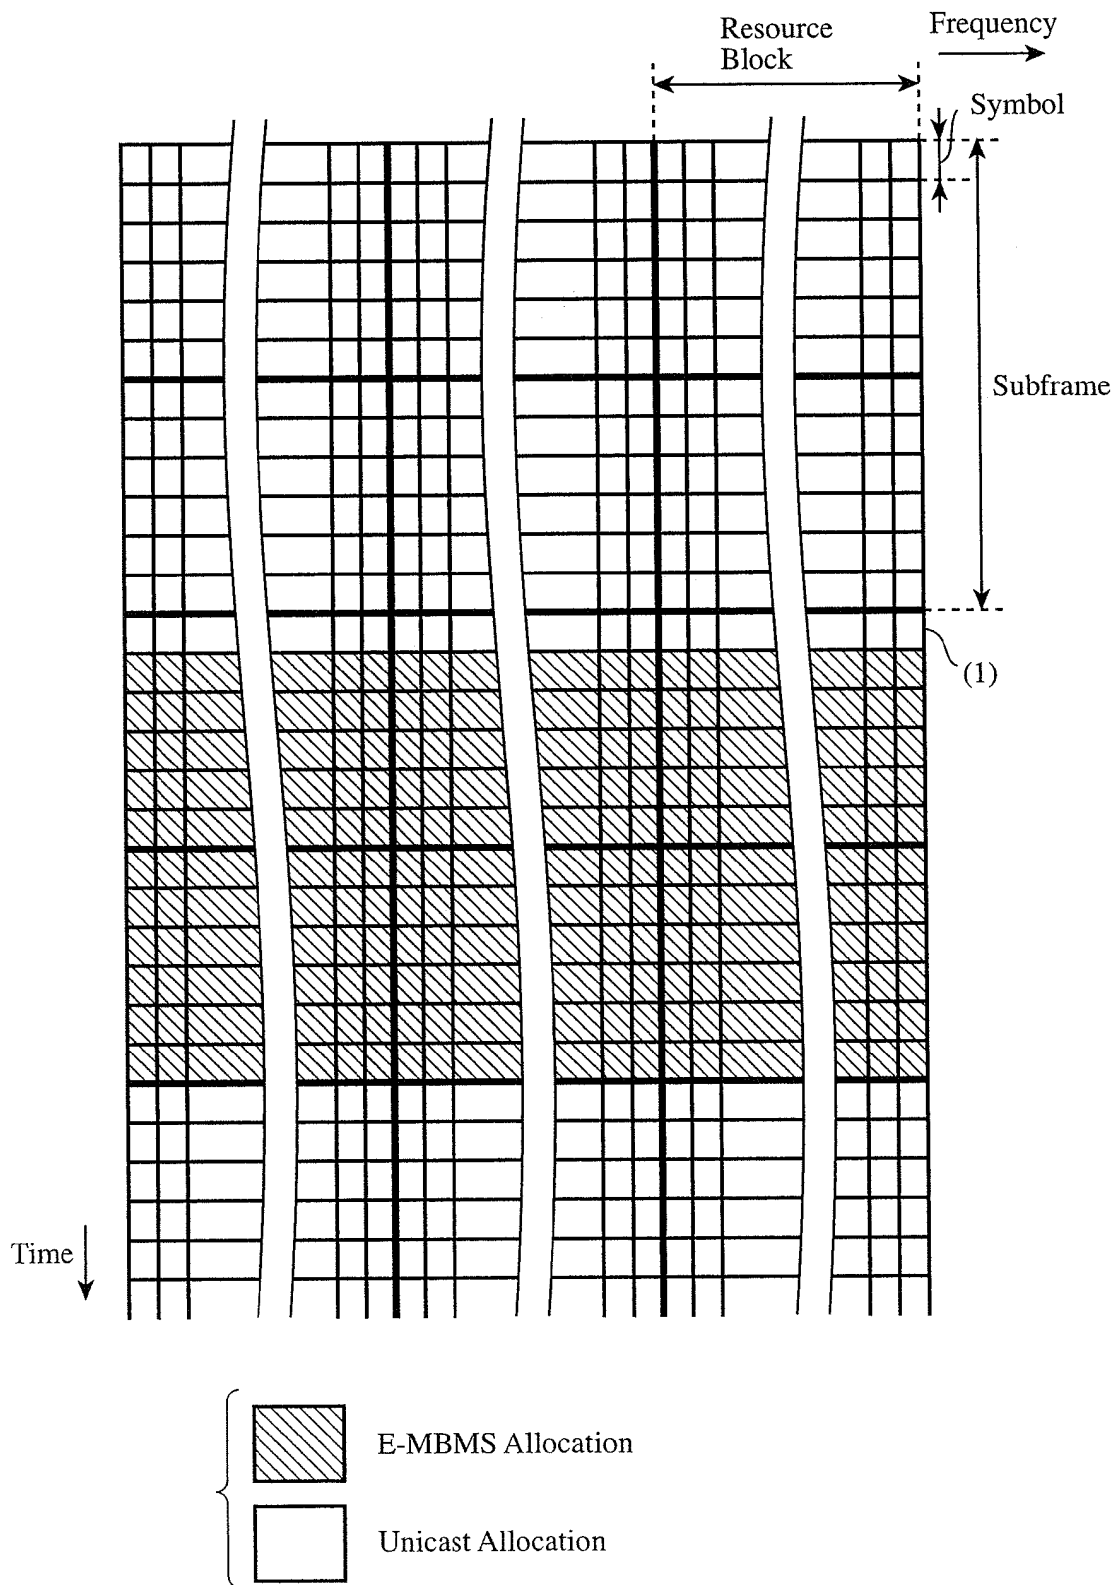 Resource
Block
Frequency
Symbol
Subframe
(1)
Time
E-MBMS Allocation
Unicast Allocation